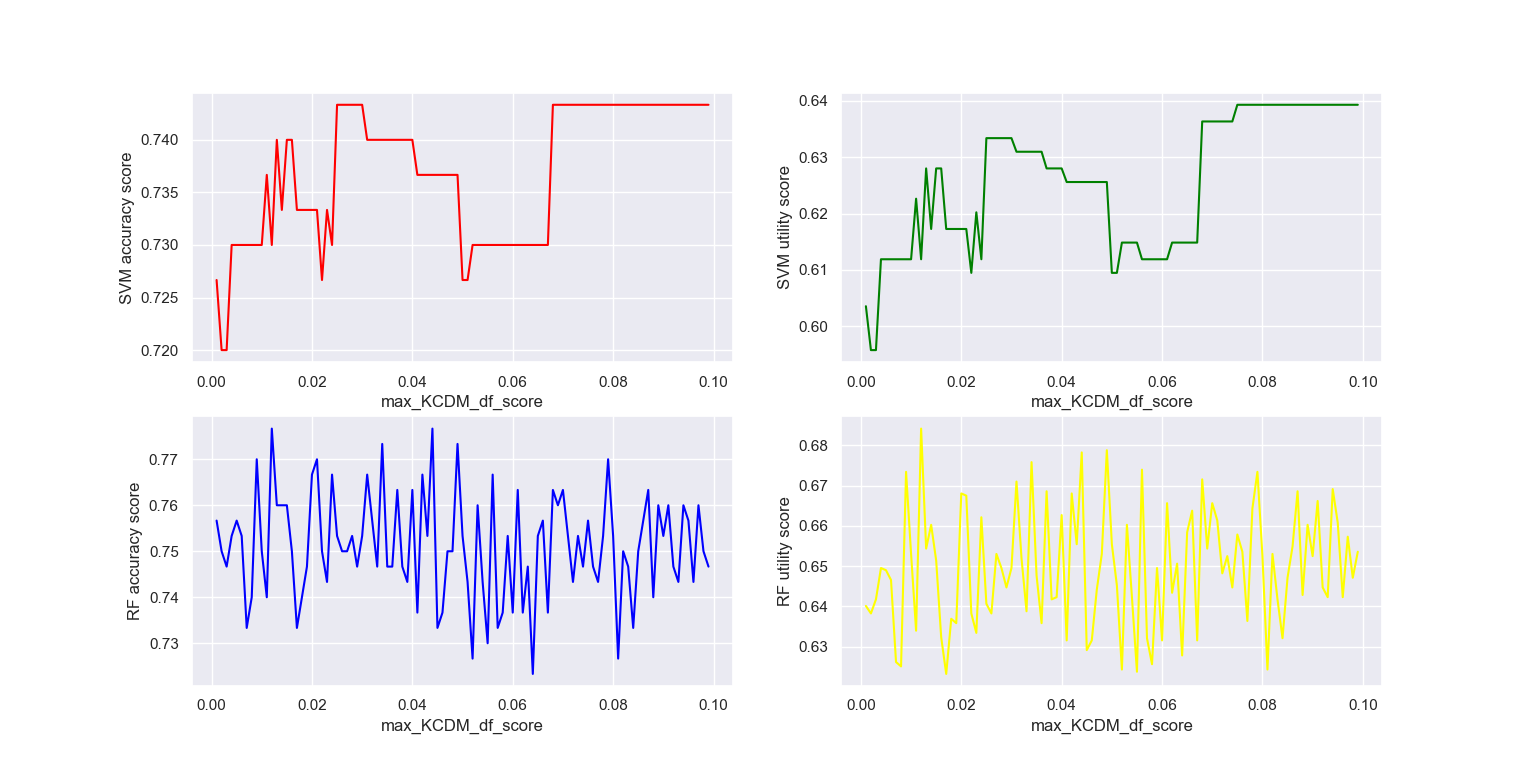 SVM accuracy score
0.740
0.735
0.730
0.725
0.720
0.00 0.02 0.04 0.06 0.08 0.10
max_KCDM_df_score
SVM utility score
0.64
0.63
0.62
0.61
0.60
0.00 0.02 0.04 0.06 0.08 0.10
max_KCDM_df_score
RF accuracy score
0.77
0.76
0.75
0.74
0.73
0.00 0.02 0.04 0.06 0.08 0.10
max_KCDM_df_score
RF utility score
0.68
0.67
0.66
0.65
0.64
0.63
0.00 0.02 0.04 0.06 0.08 0.10
max_KCDM_df_score